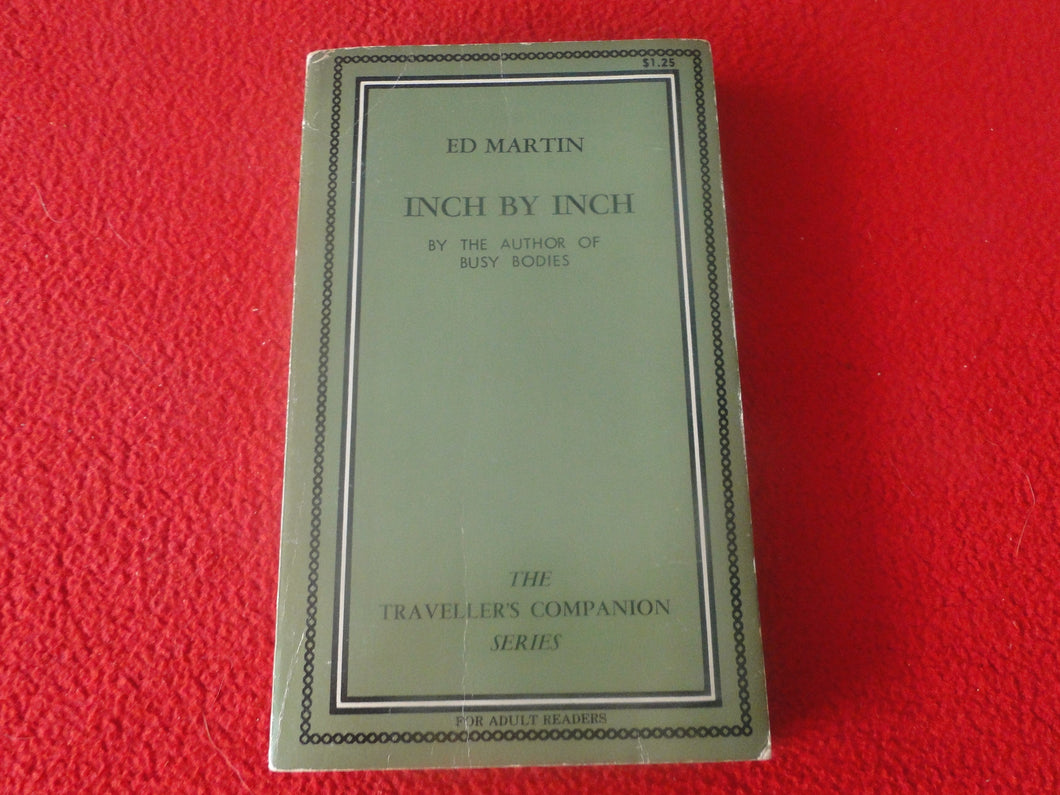 $1.25
ED MARTIN
INCH BY INCH
BY THE AUTHOR OF
BUSY BODIES
THE
TRAVELLER'S COMPANION
SERIES
FOR ADULT READERS